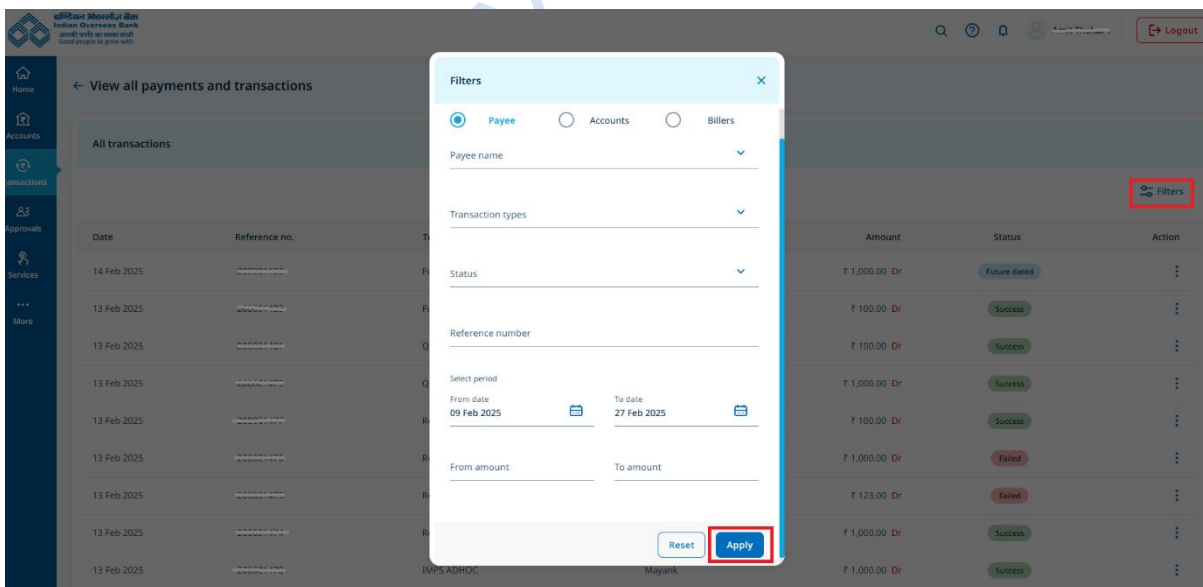 इण्डियन ओवरसीज़ बैंक
Indian Overseas Bank
आपकी प्रगति का सच्चा साथी
Good people to grow with
Logout
Home
Accounts
ansactions
Approvals
Services
More
← View all payments and transactions
All transactions
Filters
Date Reference no. Amount Status Action
14 Feb 2025 ₹ 1,000.00 Dr Future dated
13 Feb 2025 ₹ 100.00 Dr Success
13 Feb 2025 ₹ 100.00 Dr Success
13 Feb 2025 ₹ 1,000.00 Dr Success
13 Feb 2025 ₹ 100.00 Dr Success
13 Feb 2025 ₹ 1,000.00 Dr Failed
13 Feb 2025 ₹ 123.00 Dr Failed
13 Feb 2025 ₹ 1,000.00 Dr Success
13 Feb 2025 IMPS ADHOC Mayank ₹ 1,000.00 Dr Success
Filters
Payee Accounts Billers
Payee name
Transaction types
Status
Reference number
Select period
From date To date
09 Feb 2025 27 Feb 2025
From amount To amount
Reset Apply